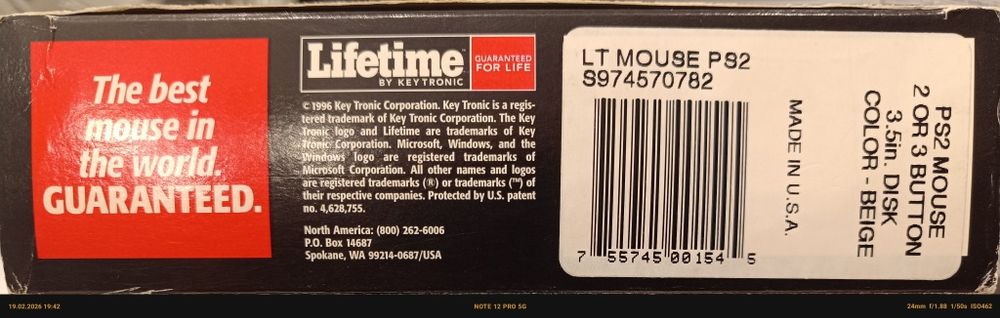 The best
mouse in
the world.
GUARANTEED.
Lifetime™
BY KEYTRONIC
GUARANTEED
FOR LIFE
©1996 Key Tronic Corporation. Key Tronic is a regis-
tered trademark of Key Tronic Corporation. The Key
Tronic logo and Lifetime are trademarks of Key
Tronic Corporation. Microsoft, Windows, and the
Windows logo are registered trademarks of
Microsoft Corporation. All other names and logos
are registered trademarks (®) or trademarks (™) of
their respective companies. Protected by U.S. patent
no. 4,628,755.
North America: (800) 262-6006
P.O. Box 14687
Spokane, WA 99214-0687/USA
LT MOUSE PS2
S974570782
7 55745 00154 5
MADE IN U.S.A.
PS2 MOUSE
2 OR 3 BUTTON
3.5in. DISK
COLOR - BEIGE
19.02.2026 19:42
NOTE 12 PRO 5G
24mm f/1.88 1/50s ISO462